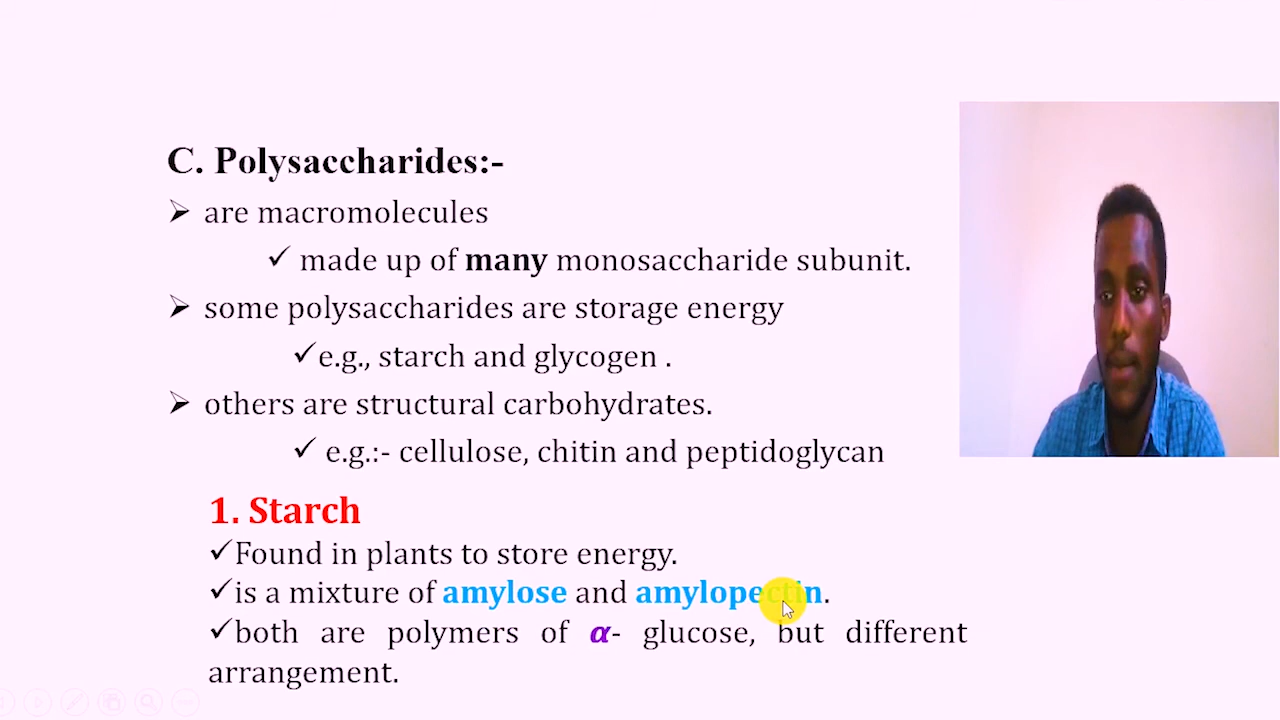 C. Polysaccharides:-
➢ are macromolecules
✓ made up of many monosaccharide subunit.
➢ some polysaccharides are storage energy
✓e.g., starch and glycogen .
➢ others are structural carbohydrates.
✓ e.g.:- cellulose, chitin and peptidoglycan
1. Starch
✓Found in plants to store energy.
✓is a mixture of amylose and amylopectin.
✓both are polymers of α- glucose, but different
arrangement.